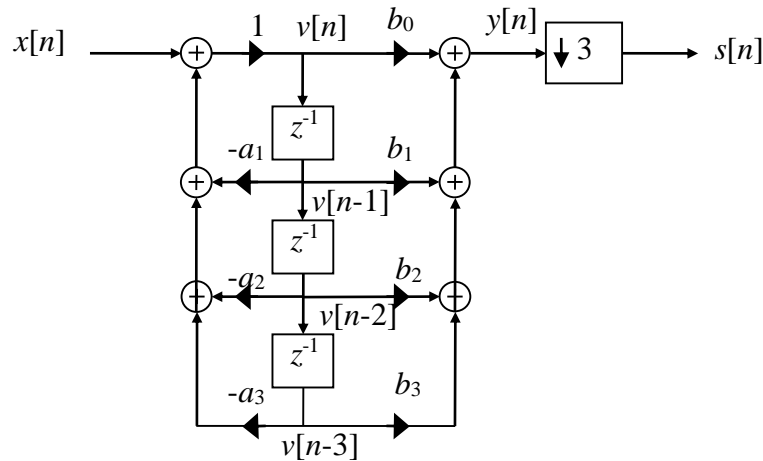 x[n] 1 v[n] b₀ y[n] ↓ 3 s[n]
z⁻¹
-a₁ b₁
v[n-1]
z⁻¹
-a₂ b₂
v[n-2]
z⁻¹
-a₃ b₃
v[n-3]